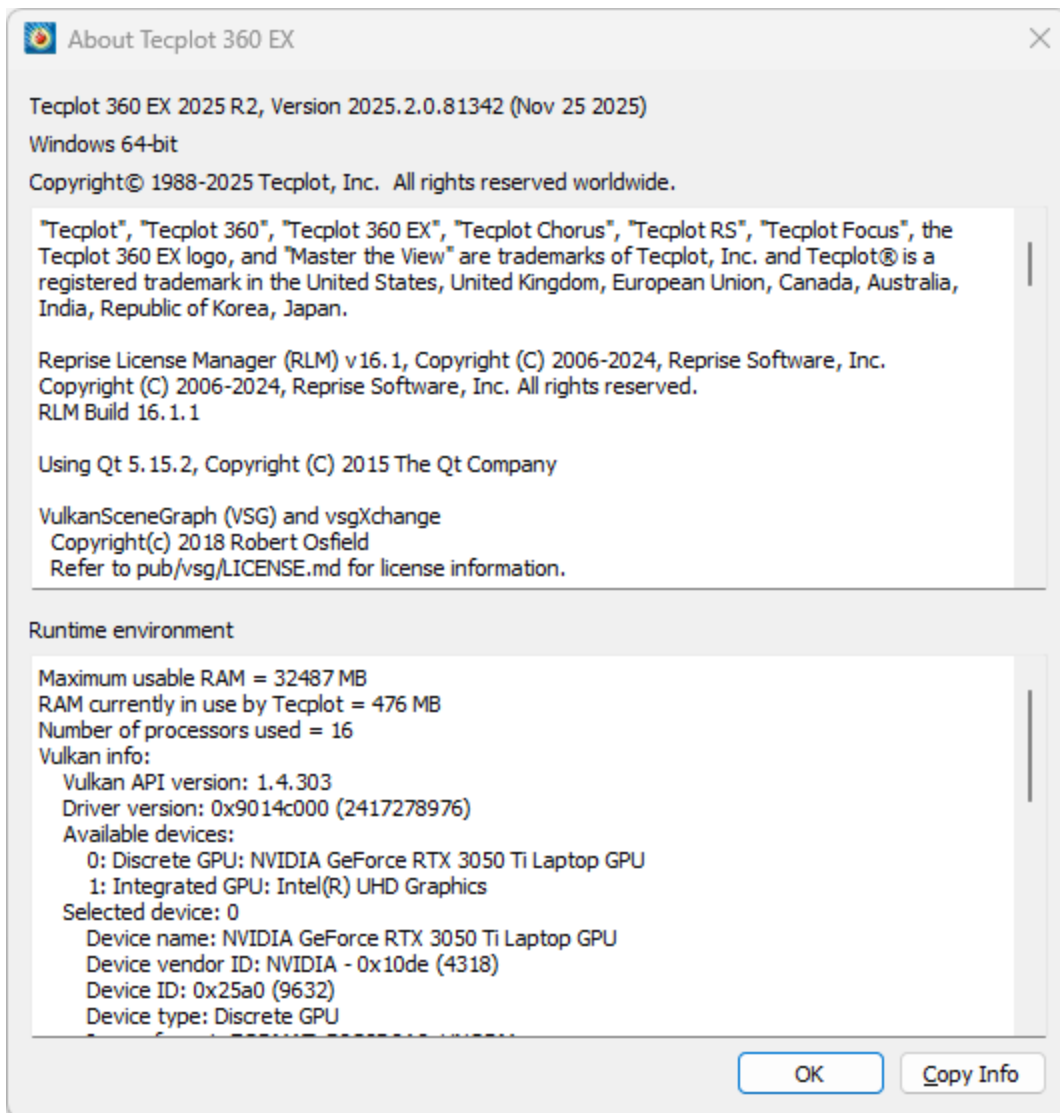 About Tecplot 360 EX
Tecplot 360 EX 2025 R2, Version 2025.2.0.81342 (Nov 25 2025)
Windows 64-bit
Copyright© 1988-2025 Tecplot, Inc.  All rights reserved worldwide.
"Tecplot", "Tecplot 360", "Tecplot 360 EX", "Tecplot Chorus", "Tecplot RS", "Tecplot Focus", the
Tecplot 360 EX logo, and "Master the View" are trademarks of Tecplot, Inc. and Tecplot® is a
registered trademark in the United States, United Kingdom, European Union, Canada, Australia,
India, Republic of Korea, Japan.
Reprise License Manager (RLM) v16.1, Copyright (C) 2006-2024, Reprise Software, Inc.
Copyright (C) 2006-2024, Reprise Software, Inc. All rights reserved.
RLM Build 16.1.1
Using Qt 5.15.2, Copyright (C) 2015 The Qt Company
VulkanSceneGraph (VSG) and vsgXchange
Copyright(c) 2018 Robert Osfield
Refer to pub/vsg/LICENSE.md for license information.
Runtime environment
Maximum usable RAM = 32487 MB
RAM currently in use by Tecplot = 476 MB
Number of processors used = 16
Vulkan info:
Vulkan API version: 1.4.303
Driver version: 0x9014c000 (2417278976)
Available devices:
0: Discrete GPU: NVIDIA GeForce RTX 3050 Ti Laptop GPU
1: Integrated GPU: Intel(R) UHD Graphics
Selected device: 0
Device name: NVIDIA GeForce RTX 3050 Ti Laptop GPU
Device vendor ID: NVIDIA - 0x10de (4318)
Device ID: 0x25a0 (9632)
Device type: Discrete GPU
OK
Copy Info